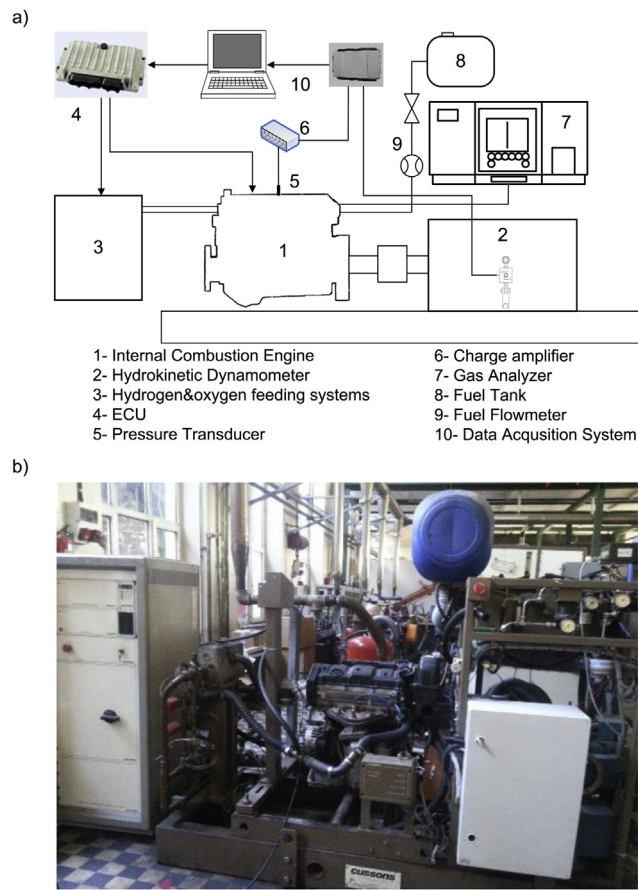 a)
4
10
6
8
7
9
5
3
1
2
1- Internal Combustion Engine
2- Hydrokinetic Dynamometer
3- Hydrogen&oxygen feeding systems
4- ECU
5- Pressure Transducer
6- Charge amplifier
7- Gas Analyzer
8- Fuel Tank
9- Fuel Flowmeter
10- Data Acqusition System
b)
cussons